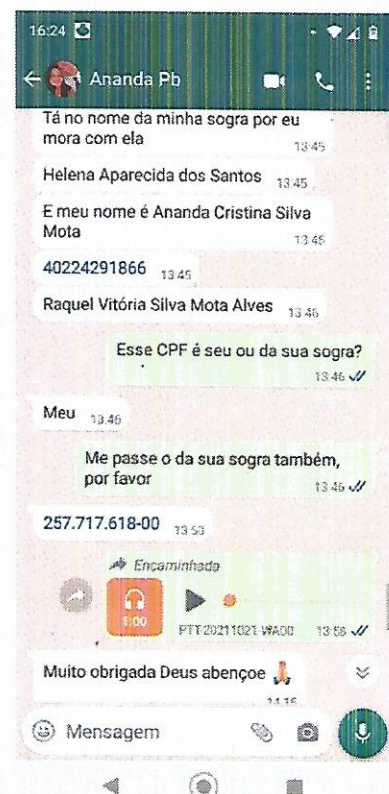 16:24
Ananda Pb
Tá no nome da minha sogra por eu
mora com ela
13:45
Helena Aparecida dos Santos 13:45
E meu nome é Ananda Cristina Silva
Mota
13:45
40224291866 13:45
Raquel Vitória Silva Mota Alves 13:46
Esse CPF é seu ou da sua sogra?
13:46
Meu 13:46
Me passe o da sua sogra também,
por favor
13:46
257.717.618-00 13:53
Encaminhada
1:00
PTT-20211021-WA00 13:56
Muito obrigada Deus abençoe 🙏
14:15
Mensagem